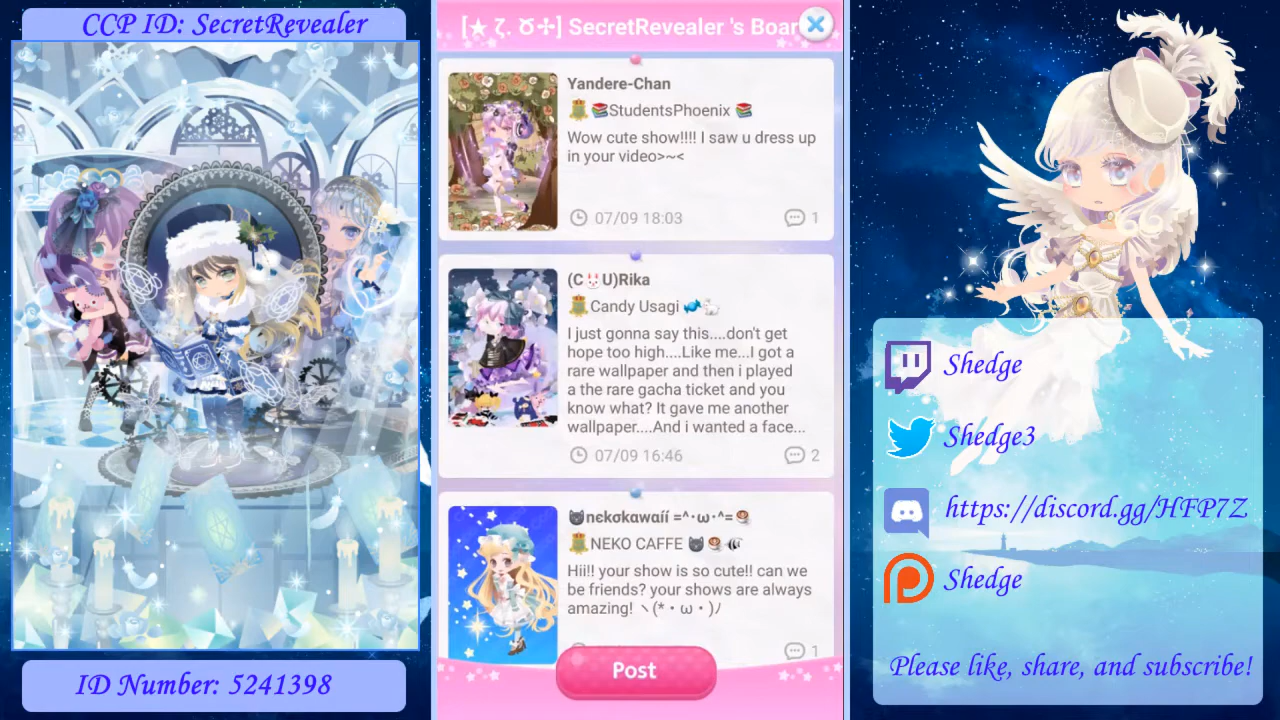 CCP ID: SecretRevealer
ID Number: 5241398
[★ ζ. ➄✢] SecretRevealer 's Boar
Yandere-Chan
📚StudentsPhoenix 📚
Wow cute show!!!! I saw u dress up
in your video>~<
07/09 18:03
1
(C🐰U)Rika
Candy Usagi 🍬🐇
I just gonna say this....don't get
hope too high....Like me...I got a
rare wallpaper and then i played
a the rare gacha ticket and you
know what? It gave me another
wallpaper....And i wanted a face...
07/09 16:46
2
nєkσkαwαíí =^･ω･^=
NEKO CAFFE
Hii!! your show is so cute!! can we
be friends? your shows are always
amazing! ヽ(*・ω・)ﾉ
1
Post
Shedge
Shedge3
https://discord.gg/HFP7Z
Shedge
Please like, share, and subscribe!